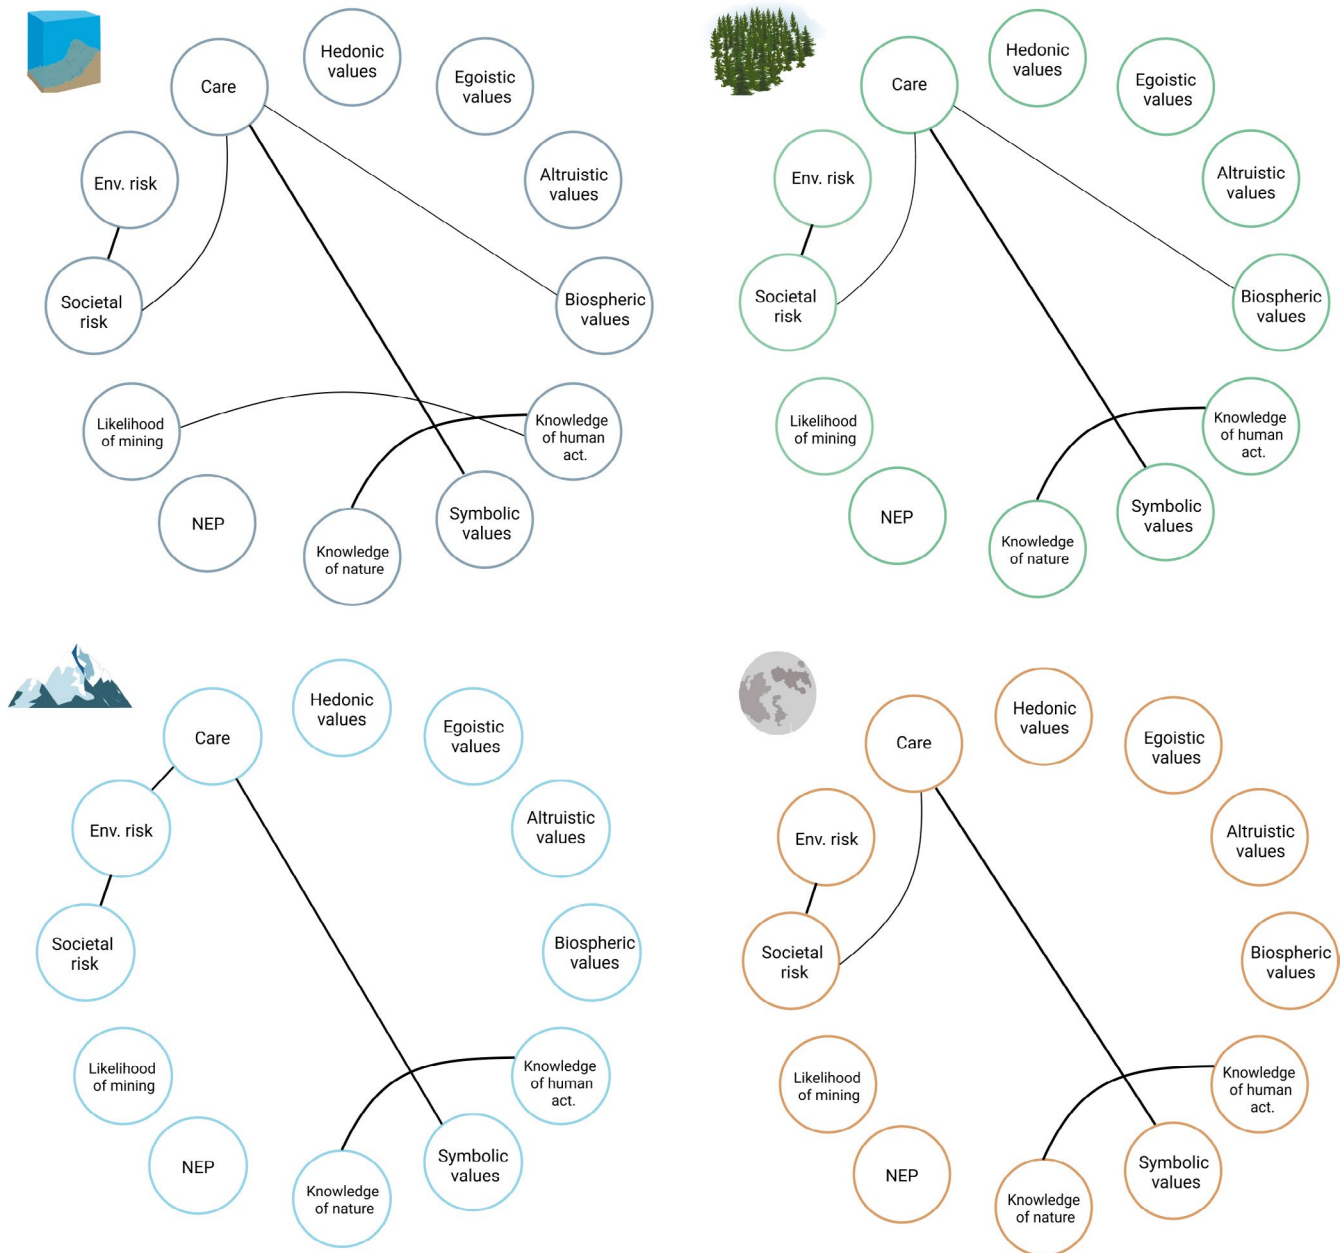 Care
Hedonic
values
Egoistic
values
Altruistic
values
Env. risk
Societal
risk
Biospheric
values
Likelihood
of mining
Knowledge
of human
act.
NEP
Knowledge
of nature
Symbolic
values
Care
Hedonic
values
Egoistic
values
Altruistic
values
Env. risk
Societal
risk
Biospheric
values
Likelihood
of mining
Knowledge
of human
act.
NEP
Knowledge
of nature
Symbolic
values
Care
Hedonic
values
Egoistic
values
Altruistic
values
Env. risk
Societal
risk
Biospheric
values
Likelihood
of mining
Knowledge
of human
act.
NEP
Knowledge
of nature
Symbolic
values
Care
Hedonic
values
Egoistic
values
Altruistic
values
Env. risk
Societal
risk
Biospheric
values
Likelihood
of mining
Knowledge
of human
act.
NEP
Knowledge
of nature
Symbolic
values